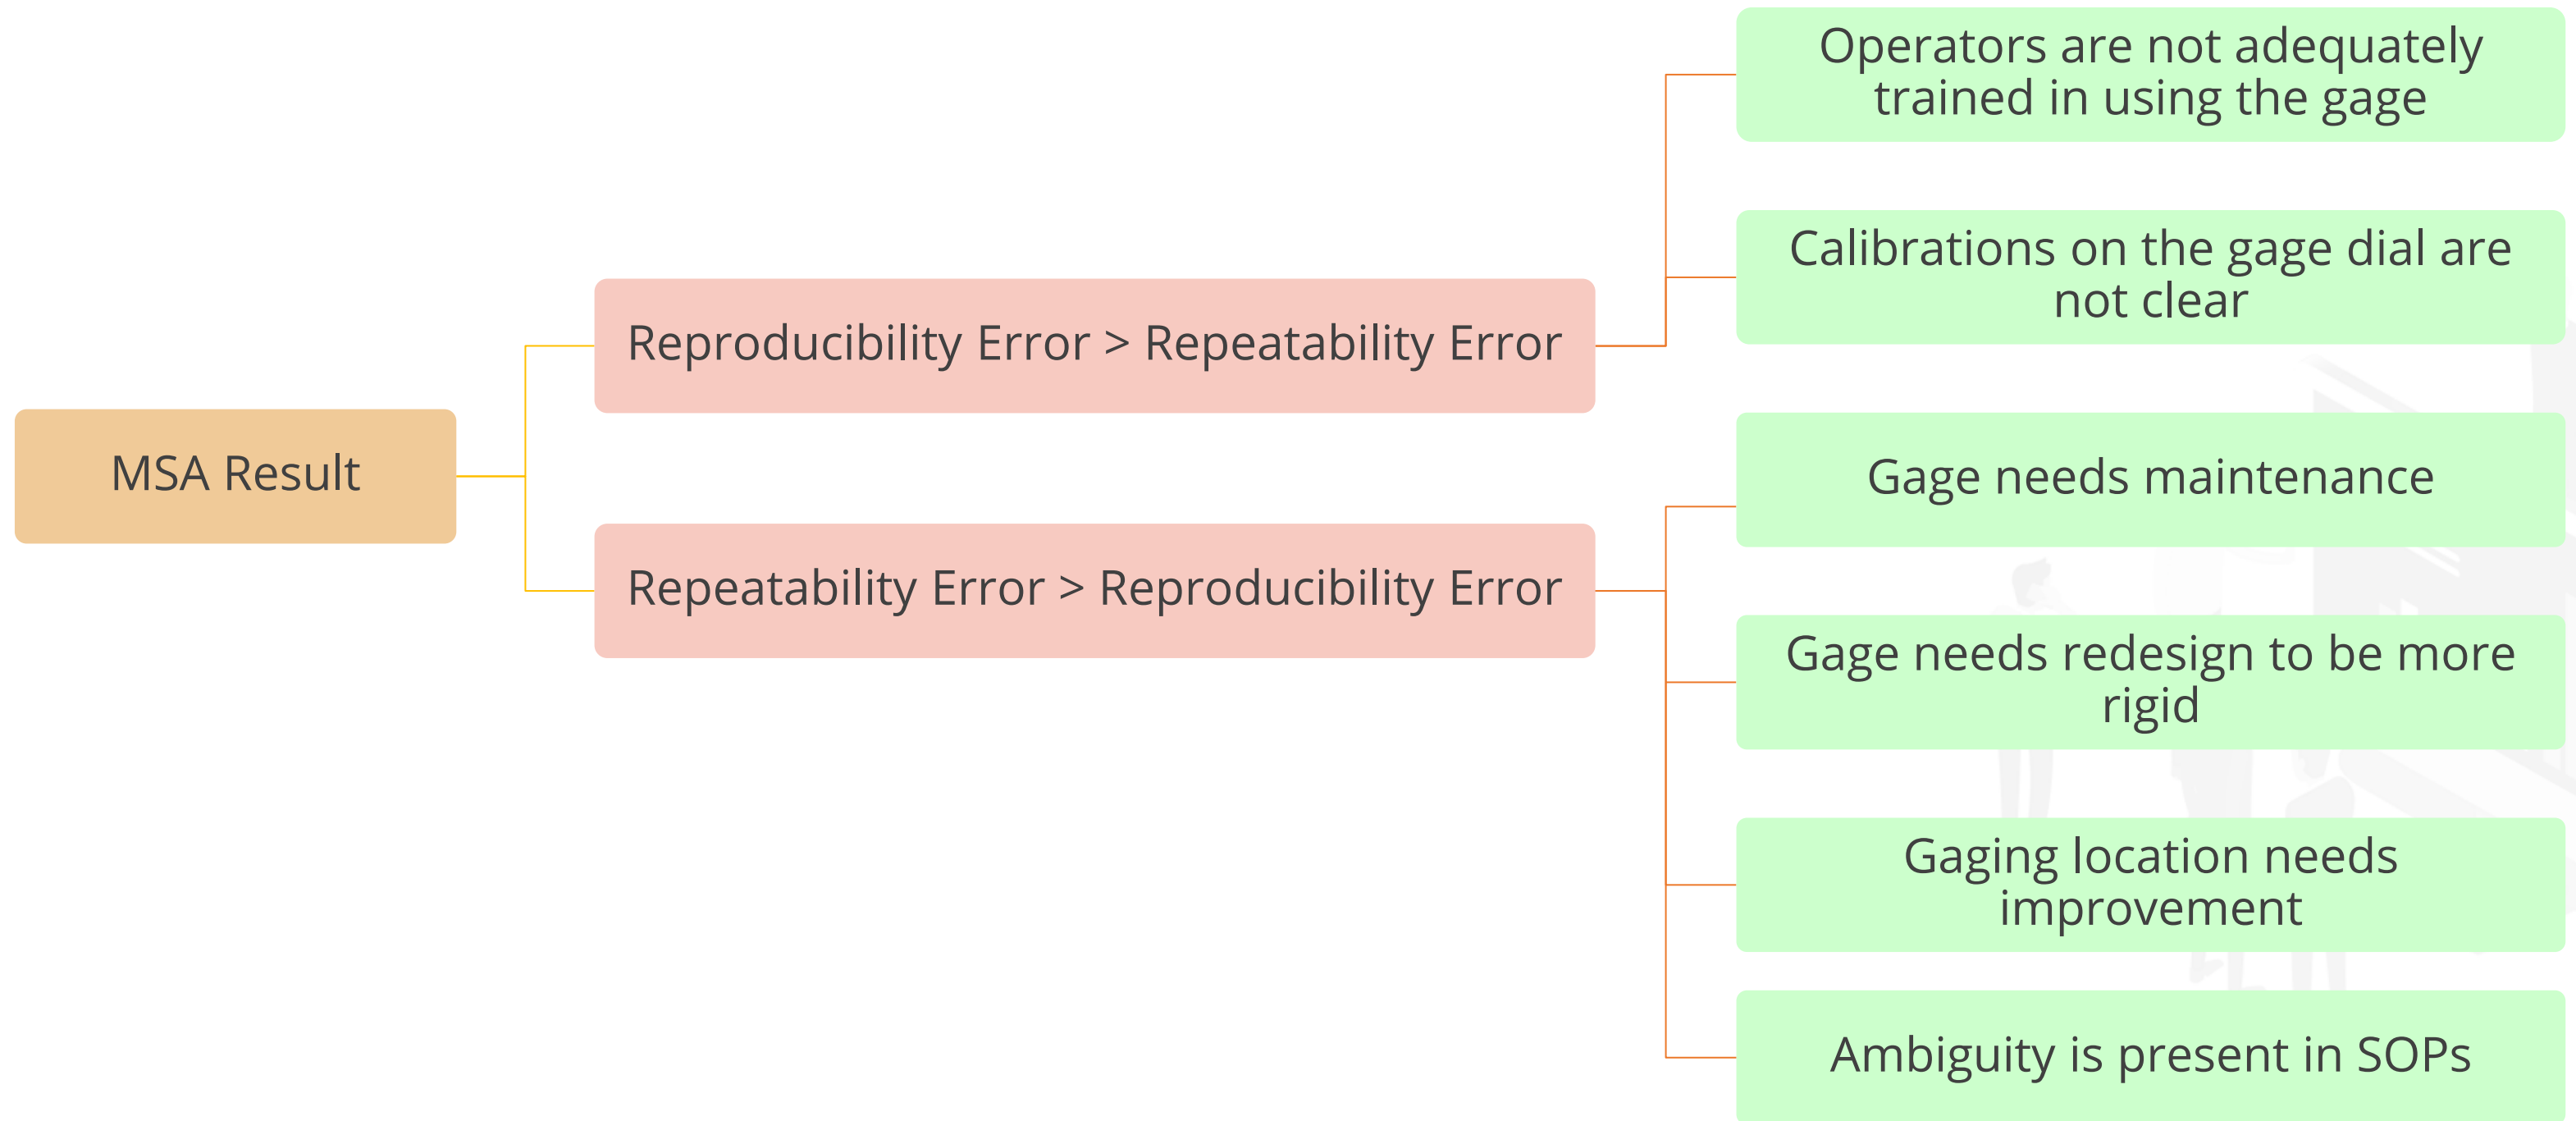 MSA Result
Reproducibility Error > Repeatability Error
Repeatability Error > Reproducibility Error
Operators are not adequately
trained in using the gage
Calibrations on the gage dial are
not clear
Gage needs maintenance
Gage needs redesign to be more
rigid
Gaging location needs
improvement
Ambiguity is present in SOPs